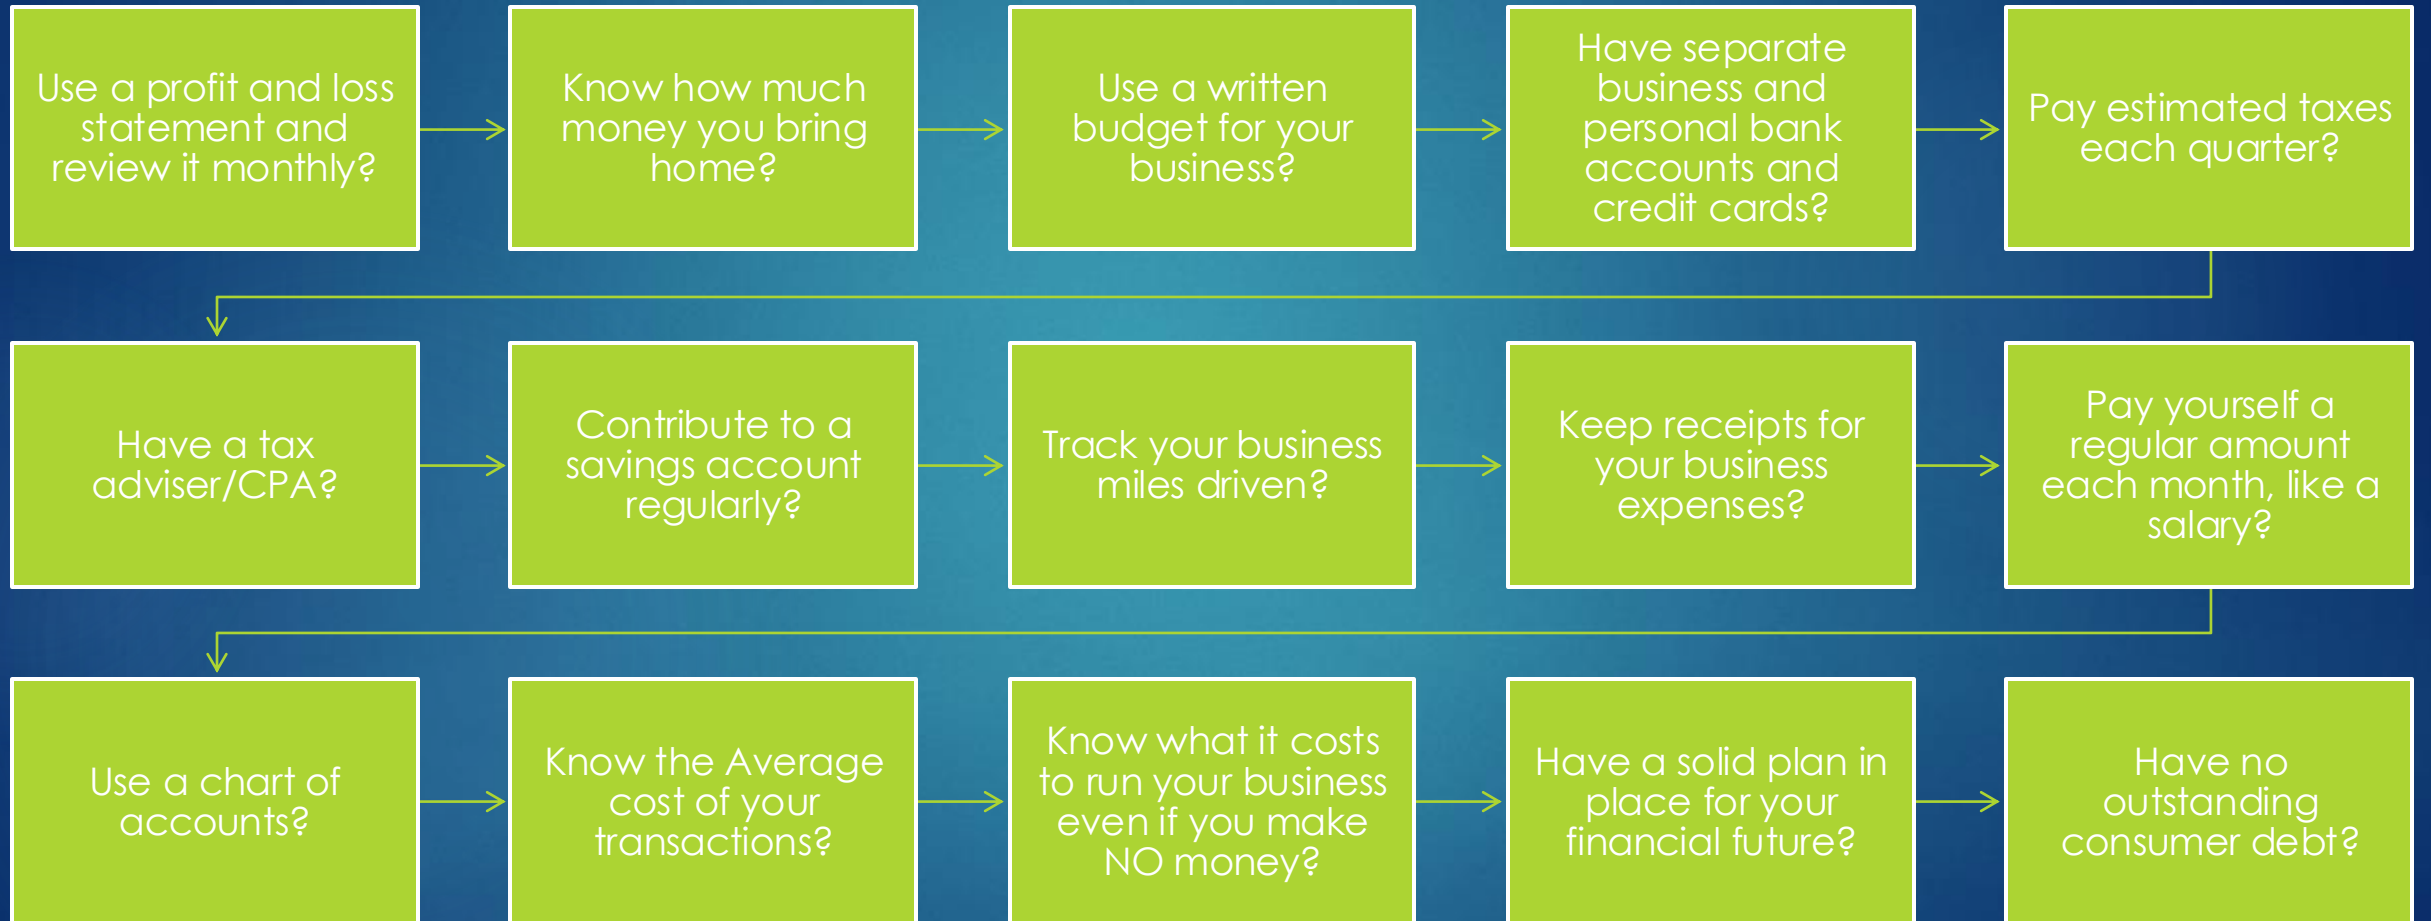 Use a profit and loss
statement and
review it monthly?
Know how much
money you bring
home?
Use a written
budget for your
business?
Have separate
business and
personal bank
accounts and
credit cards?
Pay estimated taxes
each quarter?
Have a tax
adviser/CPA?
Contribute to a
savings account
regularly?
Track your business
miles driven?
Keep receipts for
your business
expenses?
Pay yourself a
regular amount
each month, like a
salary?
Use a chart of
accounts?
Know the Average
cost of your
transactions?
Know what it costs
to run your business
even if you make
NO money?
Have a solid plan in
place for your
financial future?
Have no
outstanding
consumer debt?